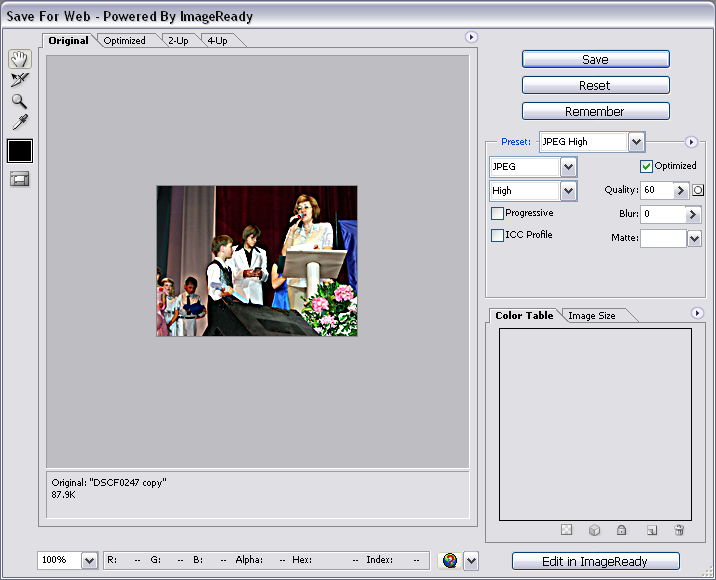 Save For Web - Powered By ImageReady
Original Optimized 2-Up 4-Up
Save
Reset
Remember
Preset: JPEG High
JPEG Optimized
High Quality: 60
Progressive Blur: 0
ICC Profile Matte:
Color Table Image Size
Original: "DSCF0247 copy"
87.9K
100% R: -- G: -- B: -- Alpha: -- Hex: -- Index: --
Edit in ImageReady